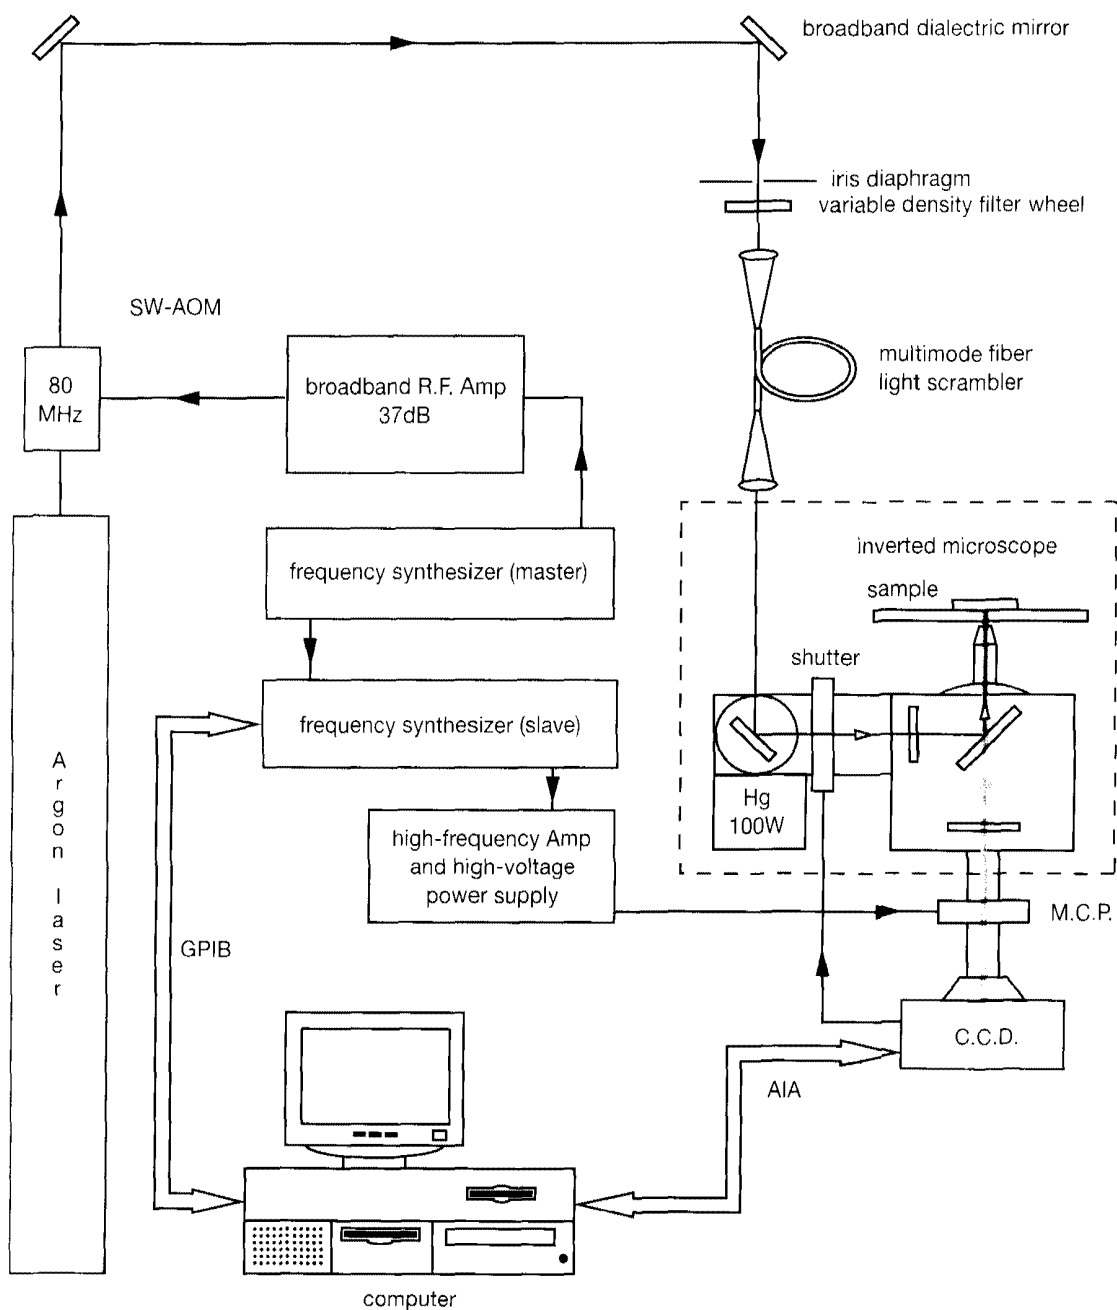 broadband dialectric mirror
iris diaphragm
variable density filter wheel
SW-AOM
80
MHz
broadband R.F. Amp
37dB
multimode fiber
light scrambler
frequency synthesizer (master)
inverted microscope
sample
shutter
frequency synthesizer (slave)
Hg
100W
high-frequency Amp
and high-voltage
power supply
M.C.P.
Argon laser
GPIB
C.C.D.
AIA
computer